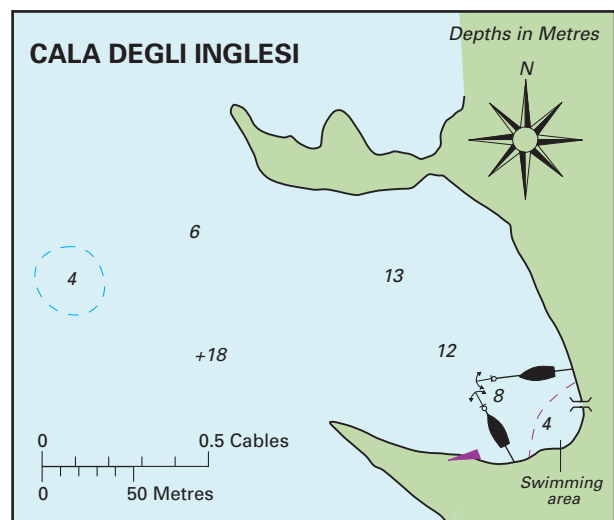 CALA DEGLI INGLESI
Depths in Metres
N
6
4
13
+18
12
8
4
0
0.5 Cables
0
50 Metres
Swimming
area